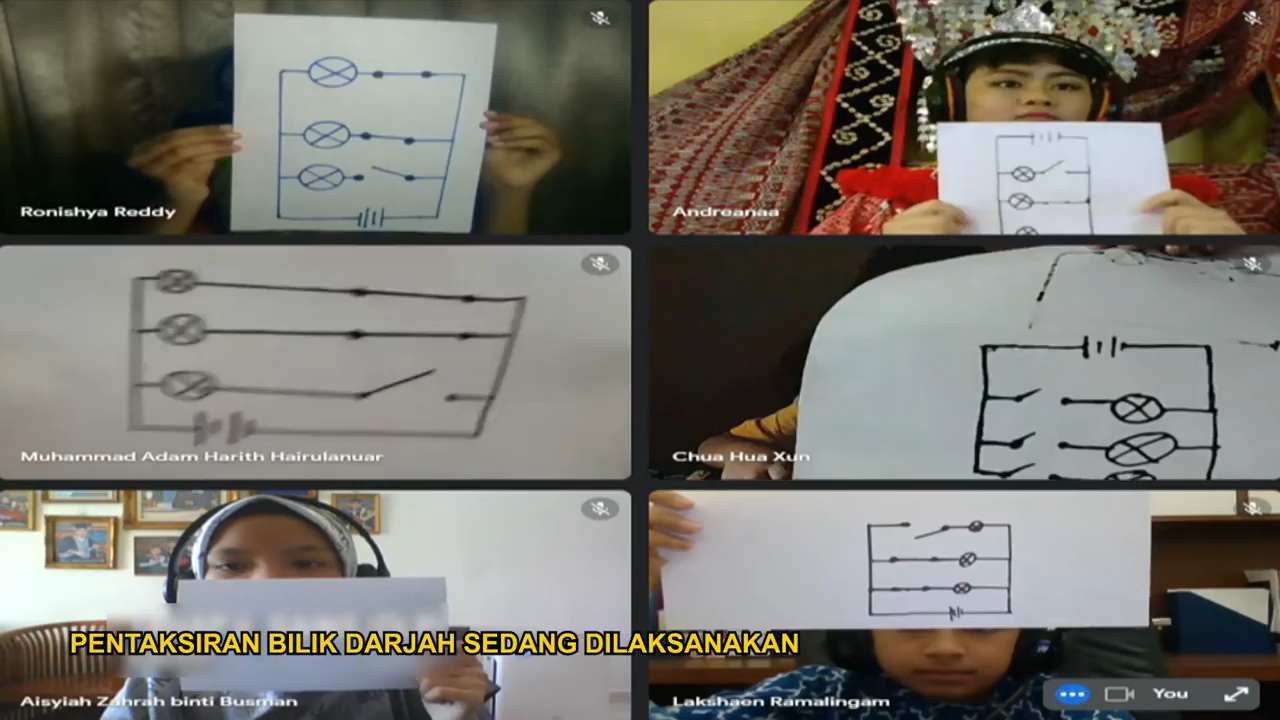 Ronishya Reddy
Andreanaa
Muhammad Adam Harith Hairulanuar
Chua Hua Xun
PENTAKSIRAN BILIK DARJAH SEDANG DILAKSANAKAN
Aisyiah Zahrah binti Busman
Lakshaen Ramalingam
You